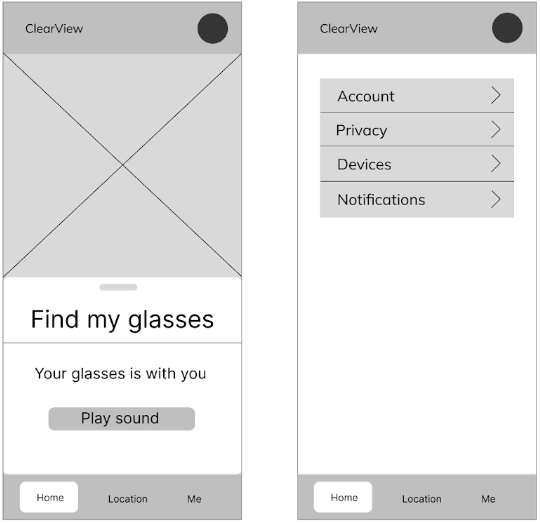 ClearView
Find my glasses
Your glasses is with you
Play sound
Home Location Me
ClearView
Account
Privacy
Devices
Notifications
Home Location Me